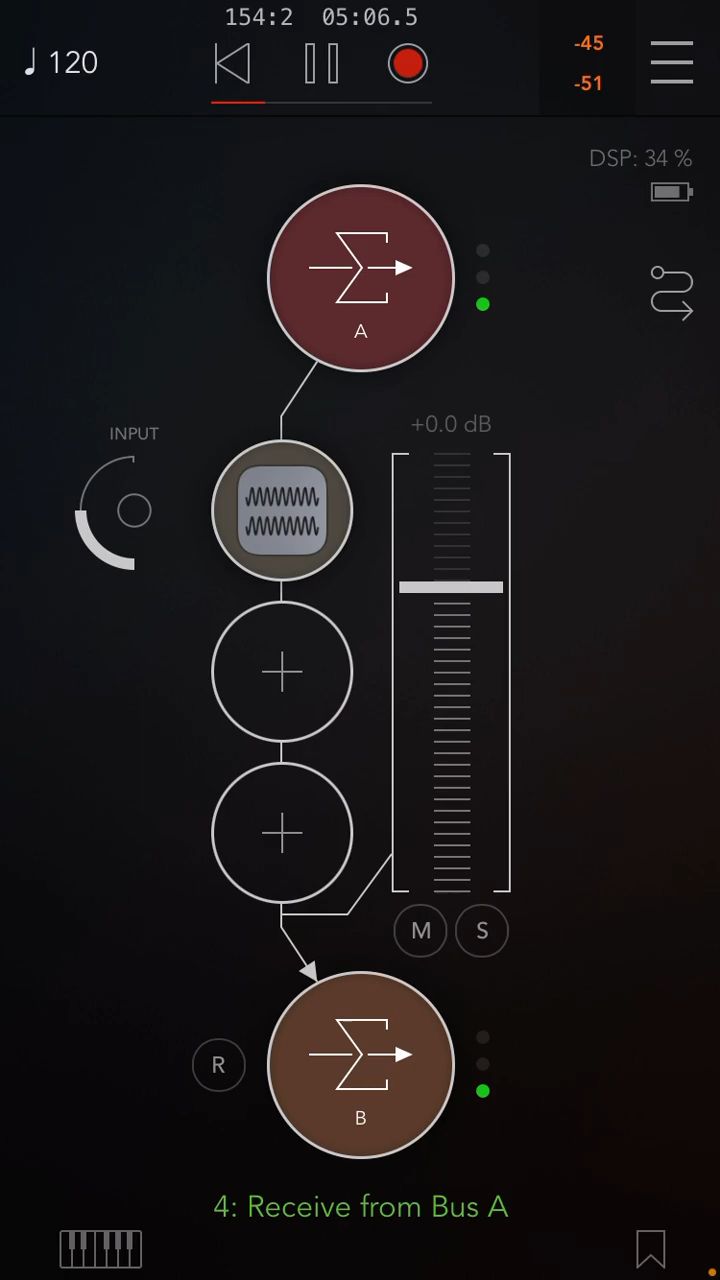 154:2 05:06.5
120
-45
-51
DSP: 34 %
A
INPUT
+0.0 dB
M S
R
B
4: Receive from Bus A